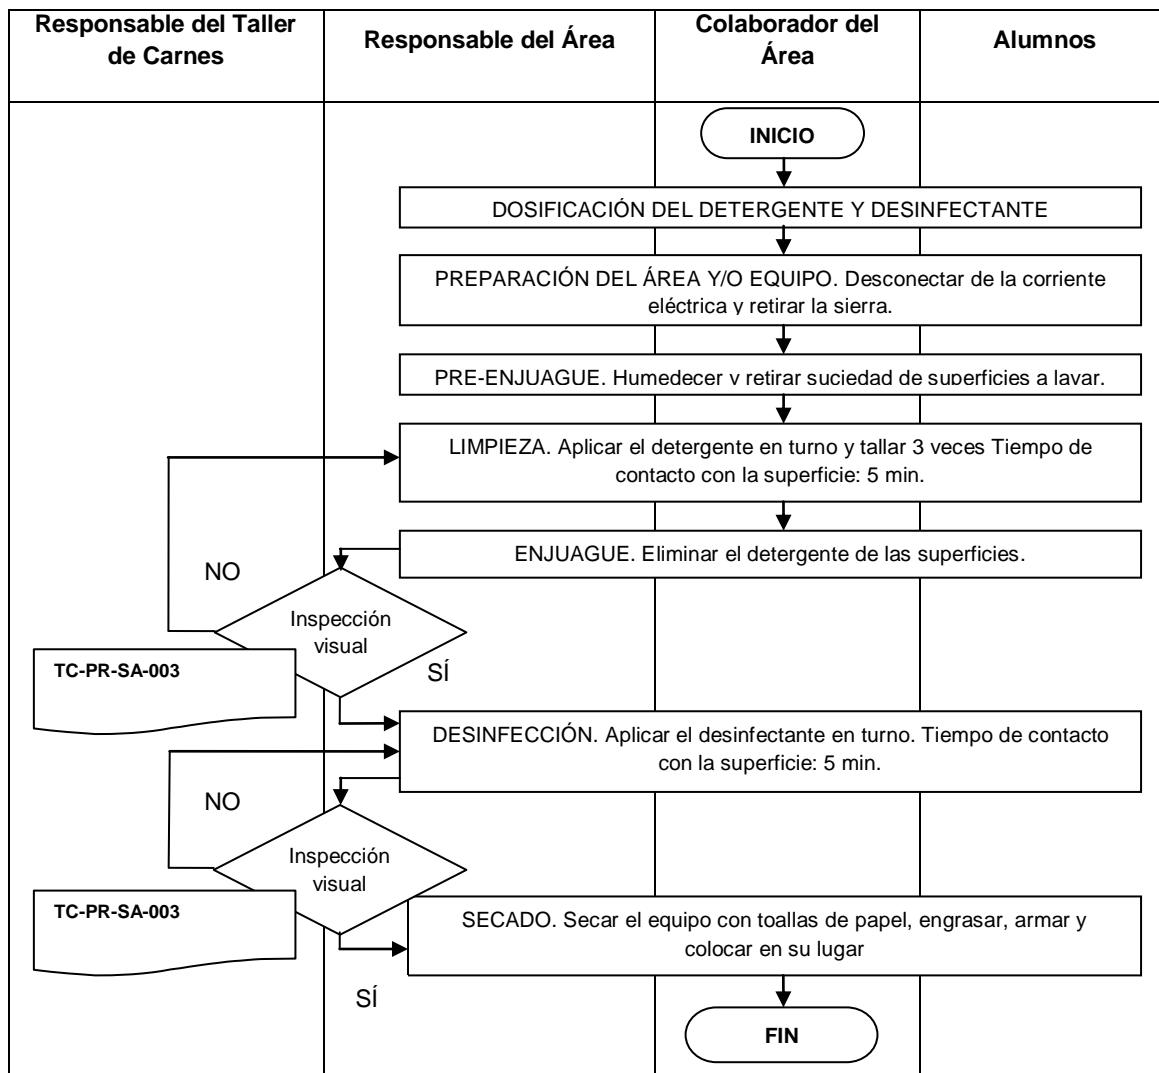 Responsable del Taller
de Carnes
Responsable del Área
Colaborador del
Área
Alumnos
INICIO
DOSIFICACIÓN DEL DETERGENTE Y DESINFECTANTE
PREPARACIÓN DEL ÁREA Y/O EQUIPO. Desconectar de la corriente
eléctrica y retirar la sierra.
PRE-ENJUAGUE. Humedecer y retirar suciedad de superficies a lavar.
LIMPIEZA. Aplicar el detergente en turno y tallar 3 veces Tiempo de
contacto con la superficie: 5 min.
ENJUAGUE. Eliminar el detergente de las superficies.
NO
Inspección
visual
SÍ
TC-PR-SA-003
DESINFECCIÓN. Aplicar el desinfectante en turno. Tiempo de contacto
con la superficie: 5 min.
NO
Inspección
visual
TC-PR-SA-003
SECADO. Secar el equipo con toallas de papel, engrasar, armar y
colocar en su lugar
SÍ
FIN